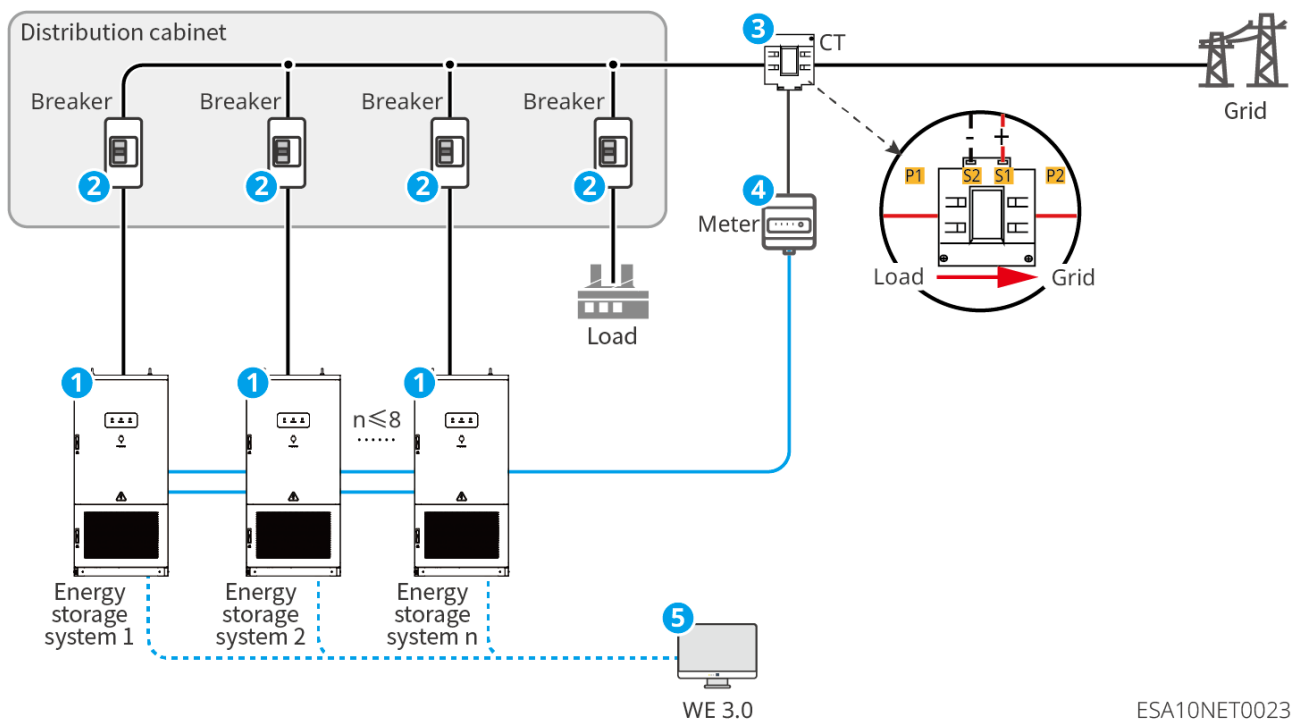 Distribution cabinet
3
CT
Grid
Breaker
Breaker
Breaker
Breaker
2
2
2
2
4
Meter
- +
P1
S2
S1
P2
Load
Grid
Load
1
1
1
n≤8
......
Energy
storage
system 1
Energy
storage
system 2
Energy
storage
system n
5
WE 3.0
ESA10NET0023